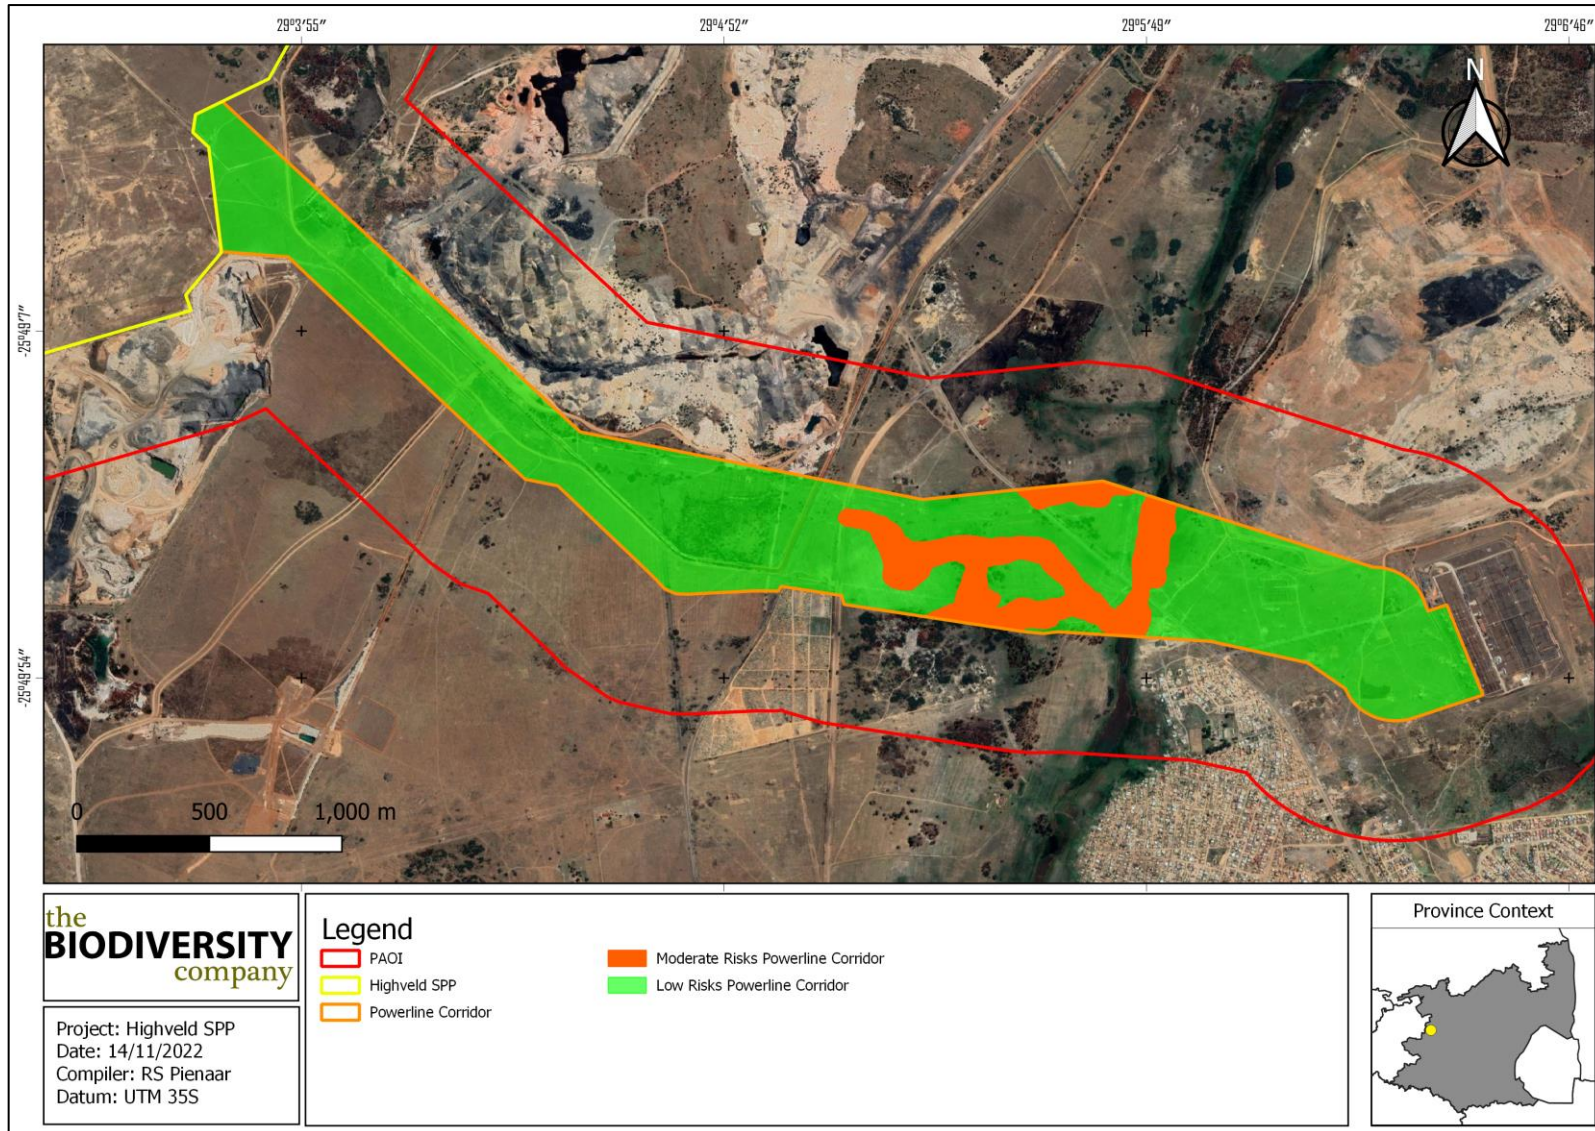 29°3'55"
29°4'52"
29°5'49"
29°6'46"
N
-25°49'7"
-25°49'54"
0 500 1,000 m
the
BIODIVERSITY
company
Project: Highveld SPP
Date: 14/11/2022
Compiler: RS Pienaar
Datum: UTM 35S
Legend
PAOI
Highveld SPP
Powerline Corridor
Moderate Risks Powerline Corridor
Low Risks Powerline Corridor
Province Context